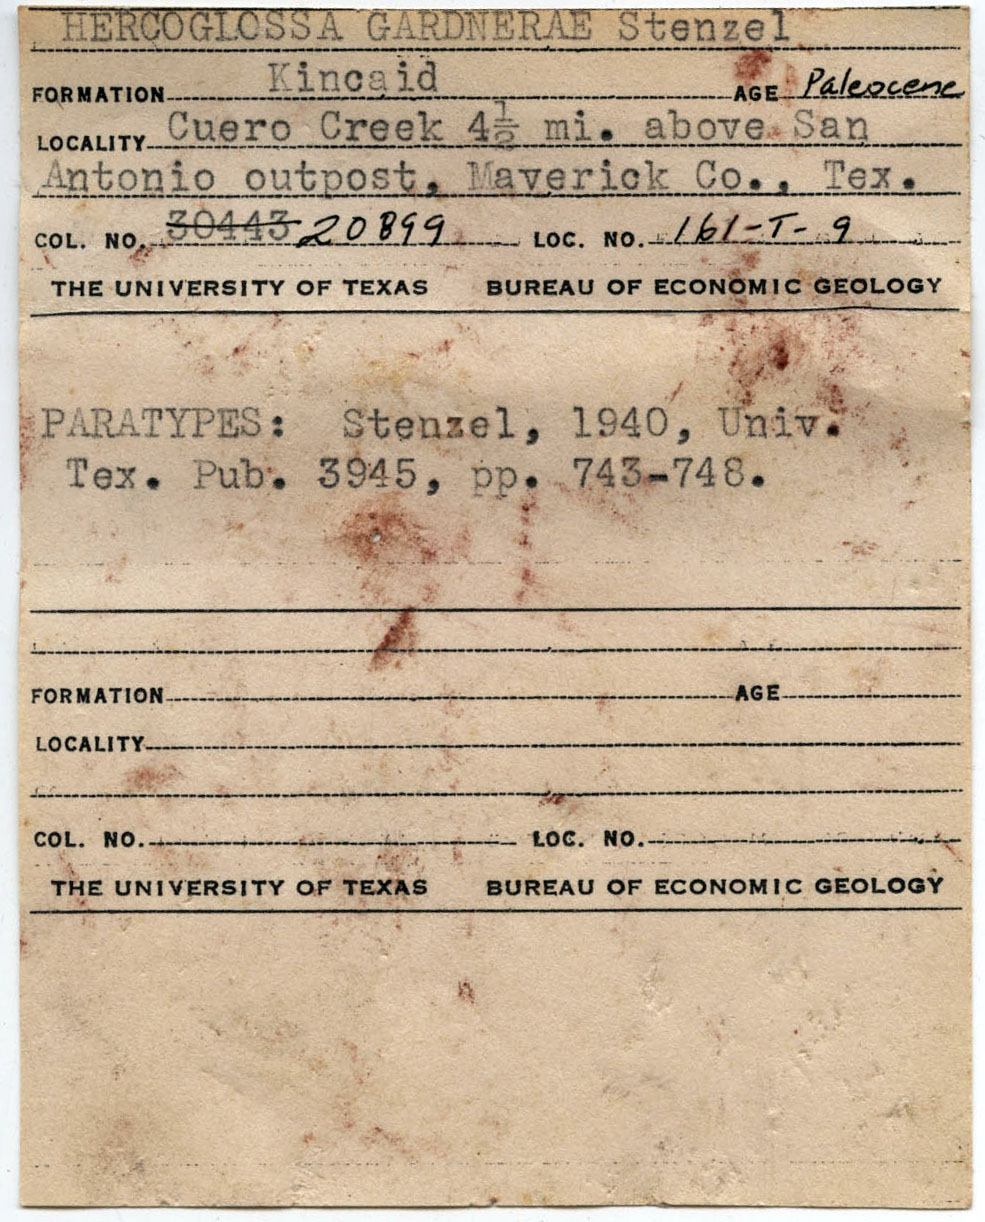 HERCOGLOSSA GARDNERAE Stenzel
FORMATION Kincaid AGE Paleocene
LOCALITY Cuero Creek 4½ mi. above San
Antonio outpost, Maverick Co., Tex.
COL. NO. 30443 20899 LOC. NO. 161-T-9
THE UNIVERSITY OF TEXAS BUREAU OF ECONOMIC GEOLOGY
PARATYPES: Stenzel, 1940, Univ.
Tex. Pub. 3945, pp. 743-748.
FORMATION AGE
LOCALITY
COL. NO. LOC. NO.
THE UNIVERSITY OF TEXAS BUREAU OF ECONOMIC GEOLOGY